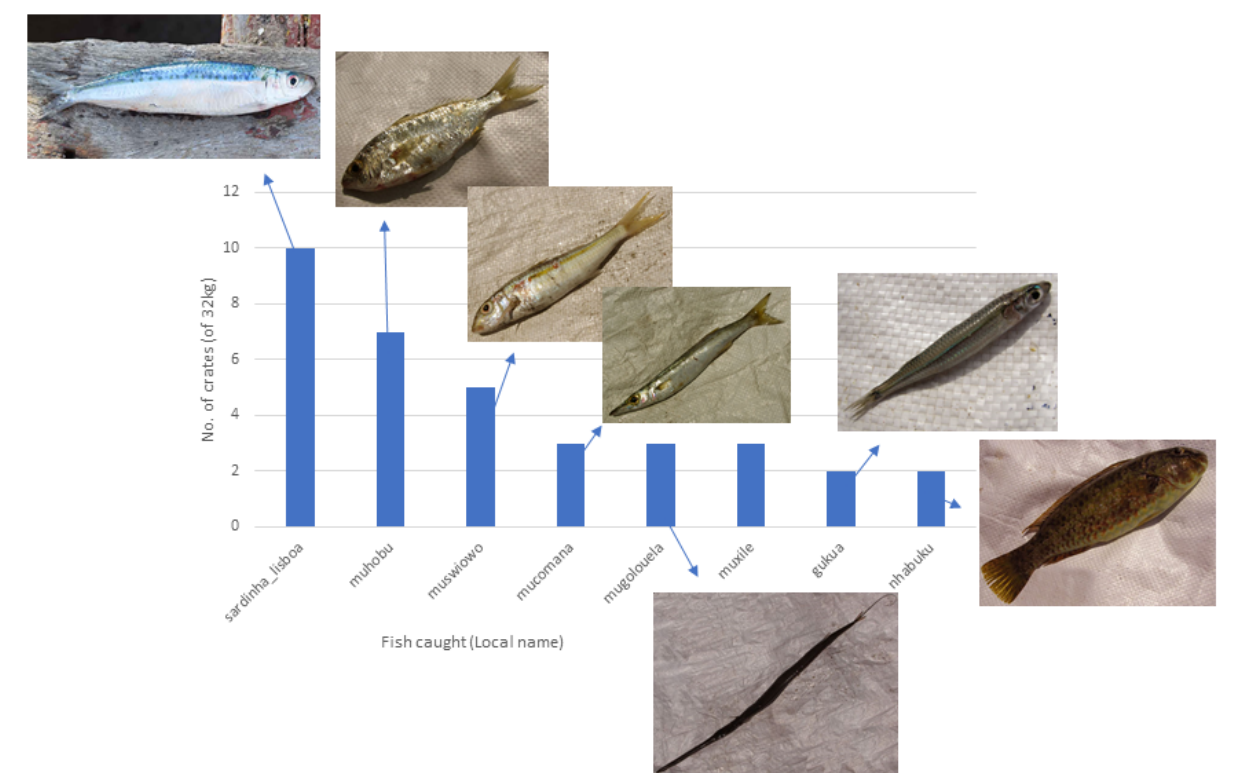 12
10
8
6
4
2
0
No. of crates (of 32kg)
sardinha_lisboa
muhobu
muswiowo
mucomana
mugolouela
muxile
gukua
nhabuku
Fish caught (Local name)